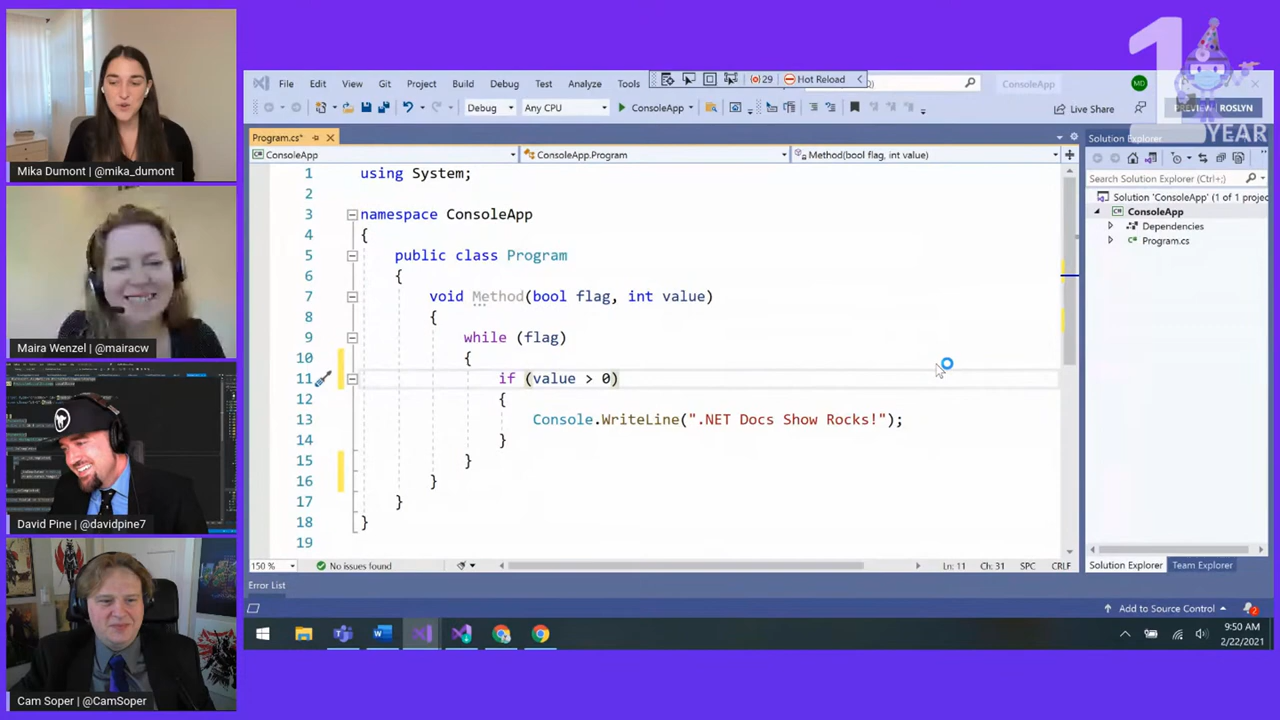 Mika Dumont | @mika_dumont
Maira Wenzel | @mairacw
David Pine | @davidpine7
Cam Soper | @CamSoper
1
YEAR
File Edit View Git Project Build Debug Test Analyze Tools
29 Hot Reload
ConsoleApp
MD
Debug Any CPU ConsoleApp
Live Share
PREVIEW ROSLYN
Program.cs*
ConsoleApp ConsoleApp.Program Method(bool flag, int value)
1 using System;
2
3 namespace ConsoleApp
4 {
5 public class Program
6 {
7 void Method(bool flag, int value)
8 {
9 while (flag)
10 {
11 if (value > 0)
12 {
13 Console.WriteLine(".NET Docs Show Rocks!");
14 }
15 }
16 }
17 }
18 }
19
150 % No issues found Ln: 11 Ch: 31 SPC CRLF
Error List
Solution Explorer
Search Solution Explorer (Ctrl+;)
Solution 'ConsoleApp' (1 of 1 projec
ConsoleApp
Dependencies
Program.cs
Solution Explorer Team Explorer
Add to Source Control
2
9:50 AM
2/22/2021